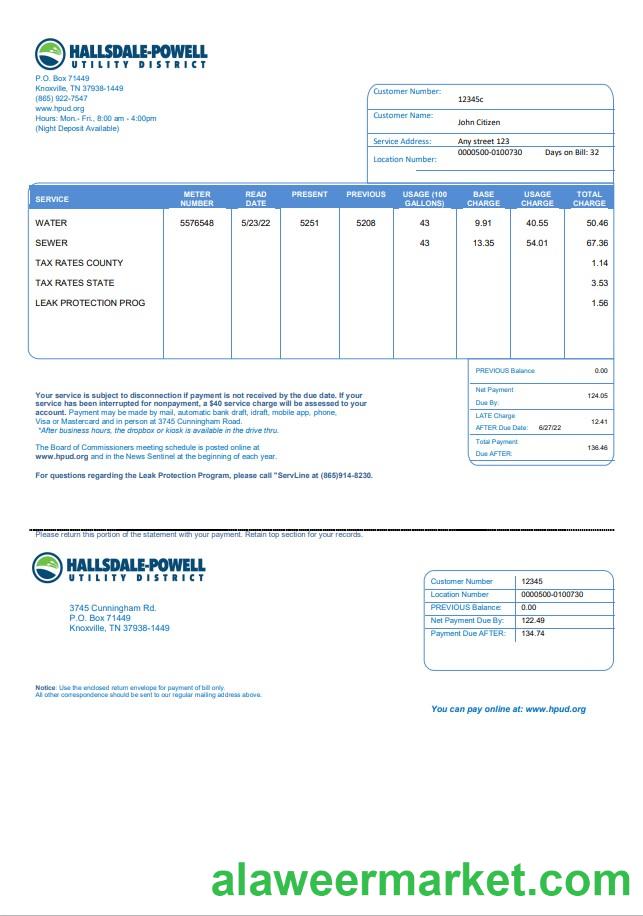 HALLSDALE-POWELL
UTILITY DISTRICT
P.O. Box 71449
Knoxville, TN 37938-1449
(865) 922-7547
www.hpud.org
Hours: Mon.- Fri., 8:00 am - 4:00pm
(Night Deposit Available)
Customer Number:
12345c
Customer Name:
John Citizen
Service Address: Any street 123
Location Number: 0000500-0100730 Days on Bill: 32
SERVICE METER NUMBER READ DATE PRESENT PREVIOUS USAGE (100 GALLONS) BASE CHARGE USAGE CHARGE TOTAL CHARGE
WATER 5576548 5/23/22 5251 5208 43 9.91 40.55 50.46
SEWER 43 13.35 54.01 67.36
TAX RATES COUNTY 1.14
TAX RATES STATE 3.53
LEAK PROTECTION PROG 1.56
PREVIOUS Balance 0.00
Net Payment
Due By: 124.05
LATE Charge
AFTER Due Date: 6/27/22 12.41
Total Payment
Due AFTER: 136.46
Your service is subject to disconnection if payment is not received by the due date. If your
service has been interrupted for nonpayment, a $40 service charge will be assessed to your
account. Payment may be made by mail, automatic bank draft, idraft, mobile app, phone,
Visa or Mastercard and in person at 3745 Cunningham Road.
*After business hours, the dropbox or kiosk is available in the drive thru.
The Board of Commissioners meeting schedule is posted online at
www.hpud.org and in the News Sentinel at the beginning of each year.
For questions regarding the Leak Protection Program, please call "ServLine at (865)914-8230.
Please return this portion of the statement with your payment. Retain top section for your records.
HALLSDALE-POWELL
UTILITY DISTRICT
3745 Cunningham Rd.
P.O. Box 71449
Knoxville, TN 37938-1449
Customer Number 12345
Location Number 0000500-0100730
PREVIOUS Balance: 0.00
Net Payment Due By: 122.49
Payment Due AFTER: 134.74
Notice: Use the enclosed return envelope for payment of bill only.
All other correspondence should be sent to our regular mailing address above.
You can pay online at: www.hpud.org
alaweermarket.com